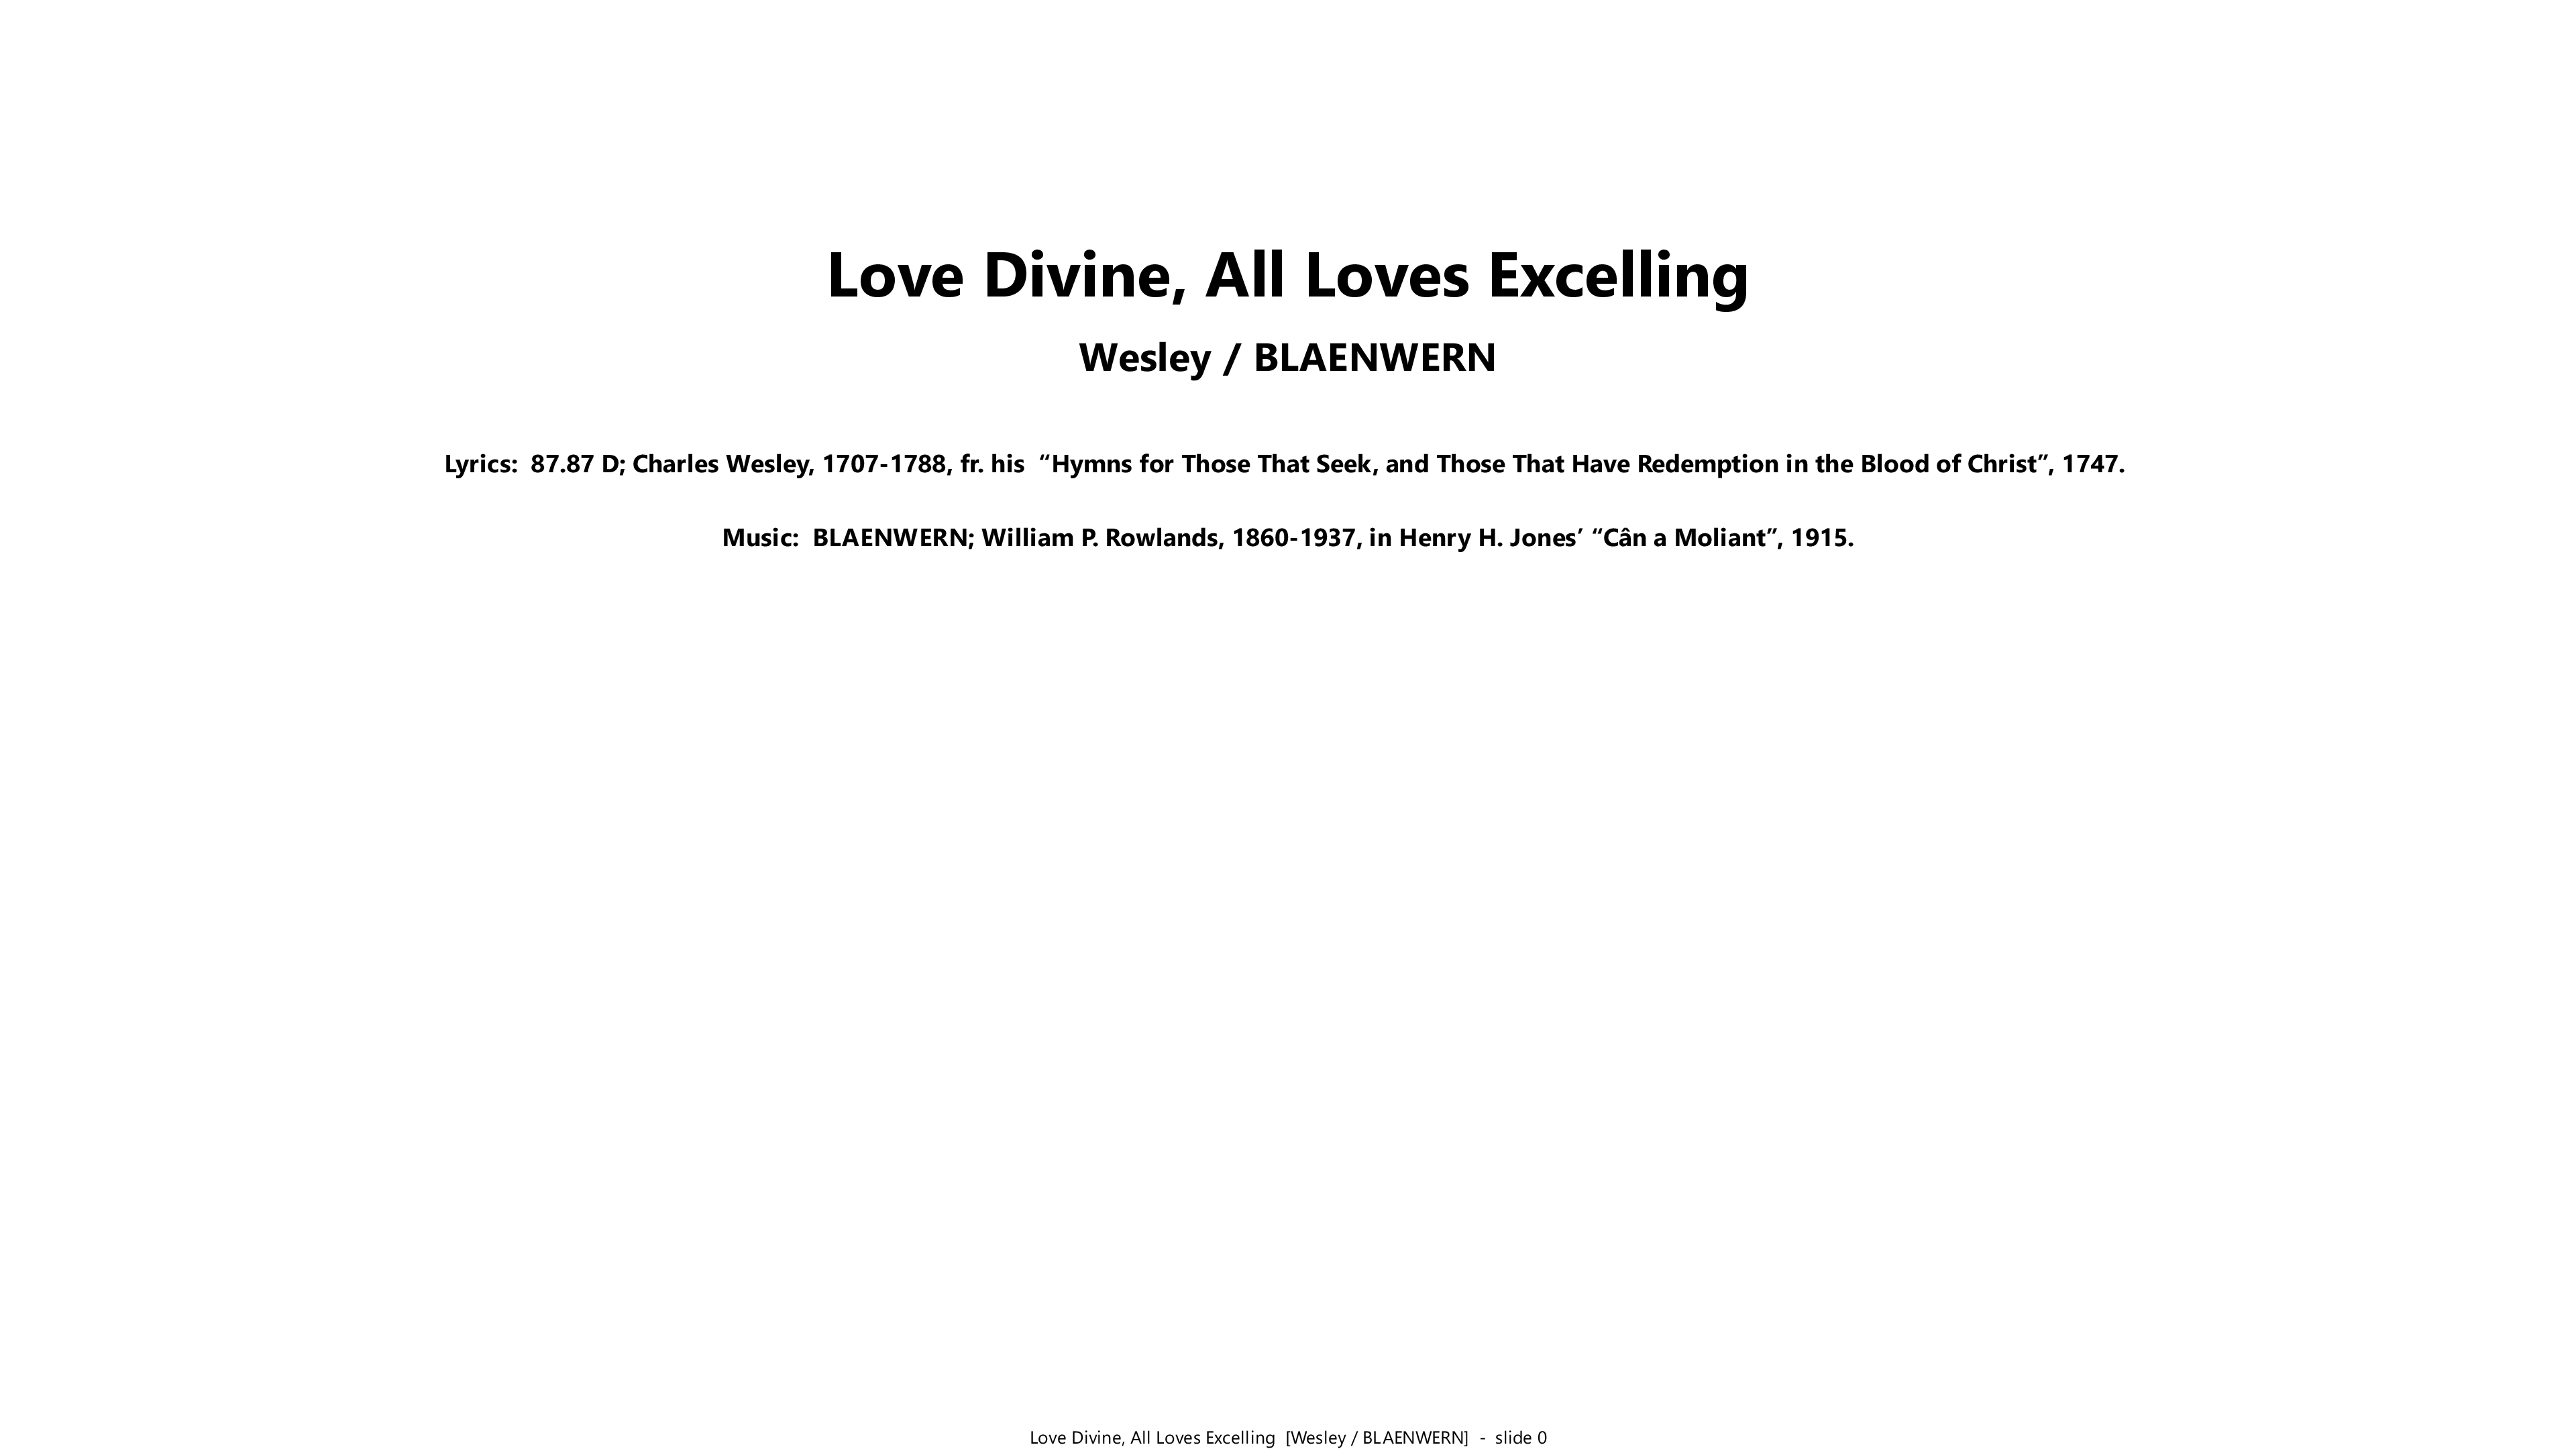 Love Divine, All Loves Excelling
Wesley / BLAENWERN
Lyrics:  87.87 D; Charles Wesley, 1707-1788, fr. his  “Hymns for Those That Seek, and Those That Have Redemption in the Blood of Christ”, 1747.
Music:  BLAENWERN; William P. Rowlands, 1860-1937, in Henry H. Jones’ “Cân a Moliant”, 1915.
Love Divine, All Loves Excelling  [Wesley / BLAENWERN]  -  slide 0